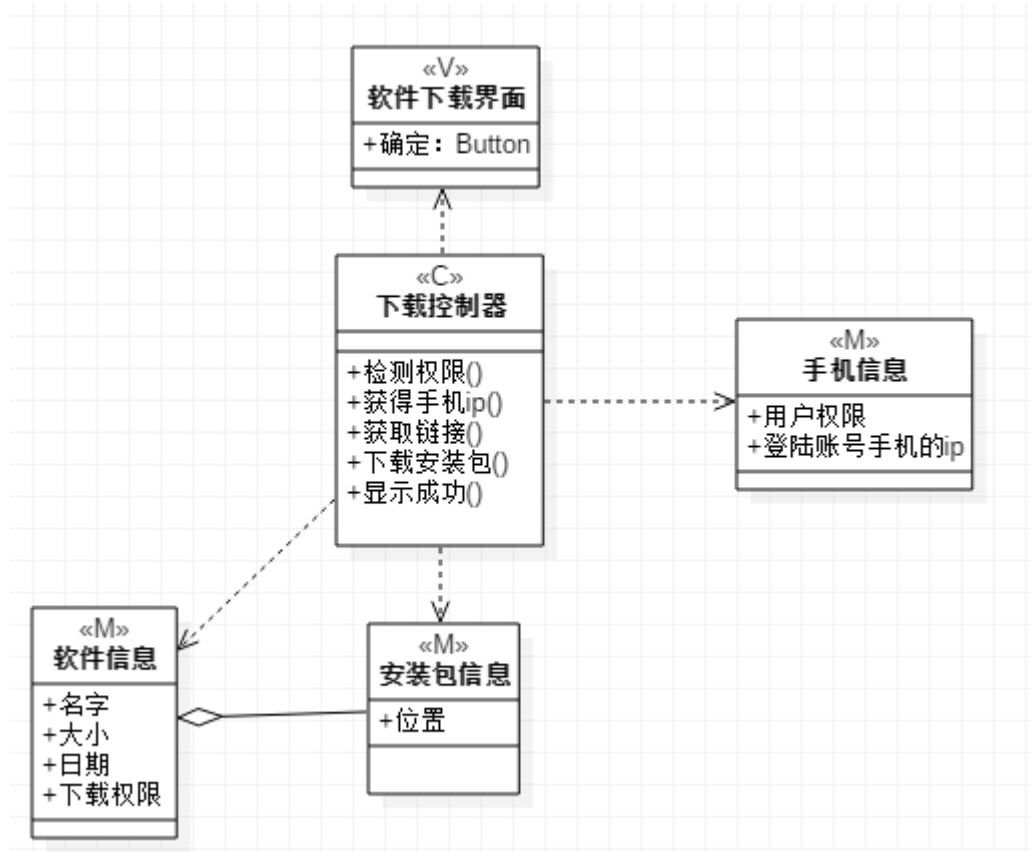 «V»
软件下载界面
+确定：Button
«C»
下载控制器
+检测权限()
+获得手机ip()
+获取链接()
+下载安装包()
+显示成功()
«M»
手机信息
+用户权限
+登陆账号手机的ip
«M»
软件信息
+名字
+大小
+日期
+下载权限
«M»
安装包信息
+位置